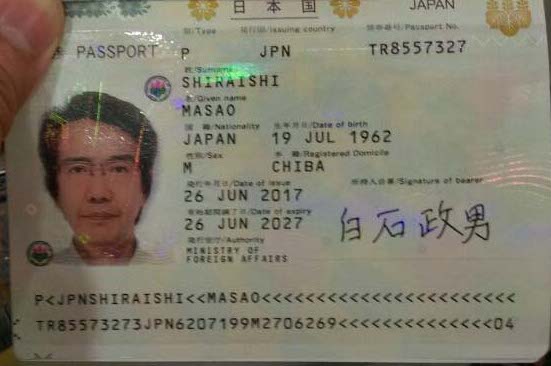 日本国 JAPAN
型/Type 発行国/Issuing country 旅券番号/Passport No.
PASSPORT P JPN TR8557327
姓/Surname
SHIRAISHI
名/Given name
MASAO
国籍/Nationality 生年月日/Date of birth
JAPAN 19 JUL 1962
性別/Sex 本籍/Registered Domicile
M CHIBA
発行年月日/Date of issue 所持人自署/Signature of bearer
26 JUN 2017
有効期間満了日/Date of expiry
26 JUN 2027 白石政男
発行官庁/Authority
MINISTRY OF
FOREIGN AFFAIRS
P<JPNSHIRAISHI<<MASAO<<<<<<<<<<<<<<<<<<<<<<<
TR85573273JPN6207199M2706269<<<<<<<<<<<<<<04